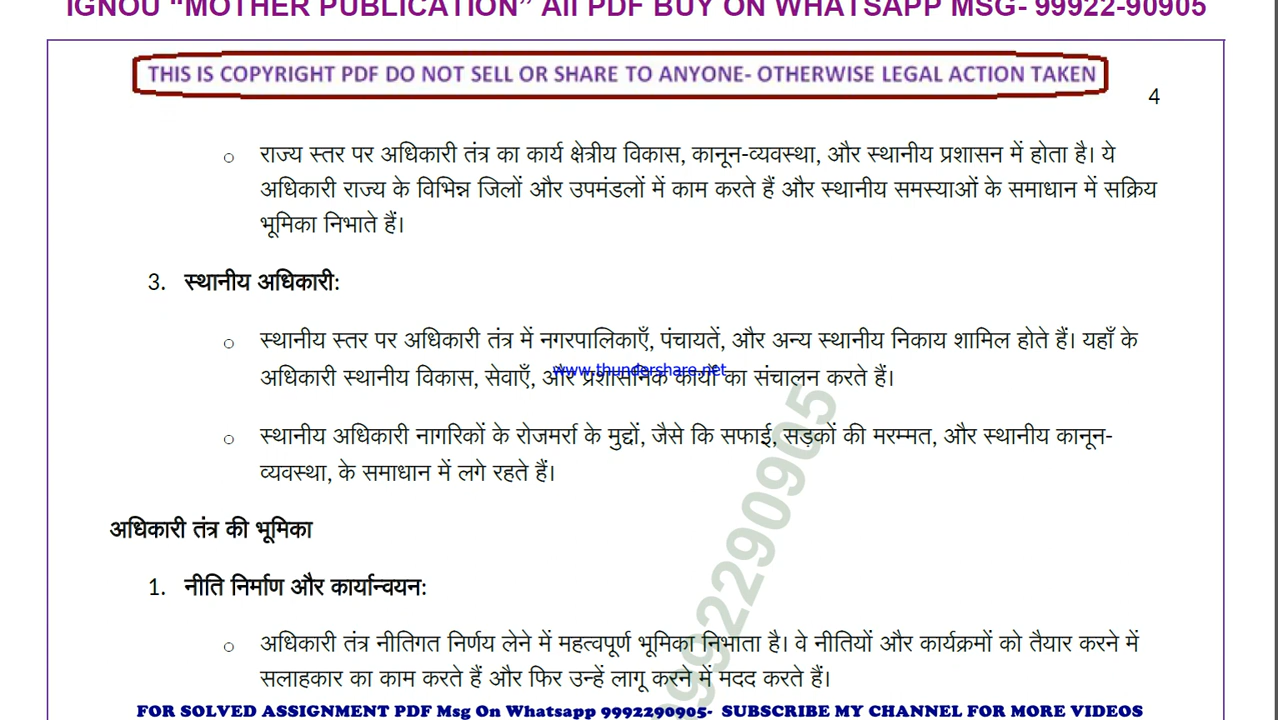 IGNOU “MOTHER PUBLICATION” All PDF BUY ON WHATSAPP MSG- 99922-90905
THIS IS COPYRIGHT PDF DO NOT SELL OR SHARE TO ANYONE- OTHERWISE LEGAL ACTION TAKEN
4
○ राज्य स्तर पर अधिकारी तंत्र का कार्य क्षेत्रीय विकास, कानून-व्यवस्था, और स्थानीय प्रशासन में होता है। ये
अधिकारी राज्य के विभिन्न जिलों और उपमंडलों में काम करते हैं और स्थानीय समस्याओं के समाधान में सक्रिय
भूमिका निभाते हैं।
3. स्थानीय अधिकारी:
○ स्थानीय स्तर पर अधिकारी तंत्र में नगरपालिकाएँ, पंचायतें, और अन्य स्थानीय निकाय शामिल होते हैं। यहाँ के
अधिकारी स्थानीय विकास, सेवाएँ, और प्रशासनिक कार्यों का संचालन करते हैं।
www.thundershare.net
○ स्थानीय अधिकारी नागरिकों के रोजमर्रा के मुद्दों, जैसे कि सफाई, सड़कों की मरम्मत, और स्थानीय कानून-
व्यवस्था, के समाधान में लगे रहते हैं।
अधिकारी तंत्र की भूमिका
1. नीति निर्माण और कार्यान्वयन:
○ अधिकारी तंत्र नीतिगत निर्णय लेने में महत्वपूर्ण भूमिका निभाता है। वे नीतियों और कार्यक्रमों को तैयार करने में
सलाहकार का काम करते हैं और फिर उन्हें लागू करने में मदद करते हैं।
9992290905
FOR SOLVED ASSIGNMENT PDF Msg On Whatsapp 9992290905- SUBSCRIBE MY CHANNEL FOR MORE VIDEOS